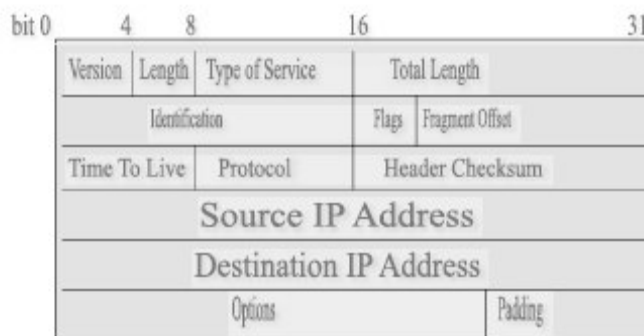 bit 0 4 8 16 31
Version Length Type of Service Total Length
Identification Flags Fragment Offset
Time To Live Protocol Header Checksum
Source IP Address
Destination IP Address
Options Padding